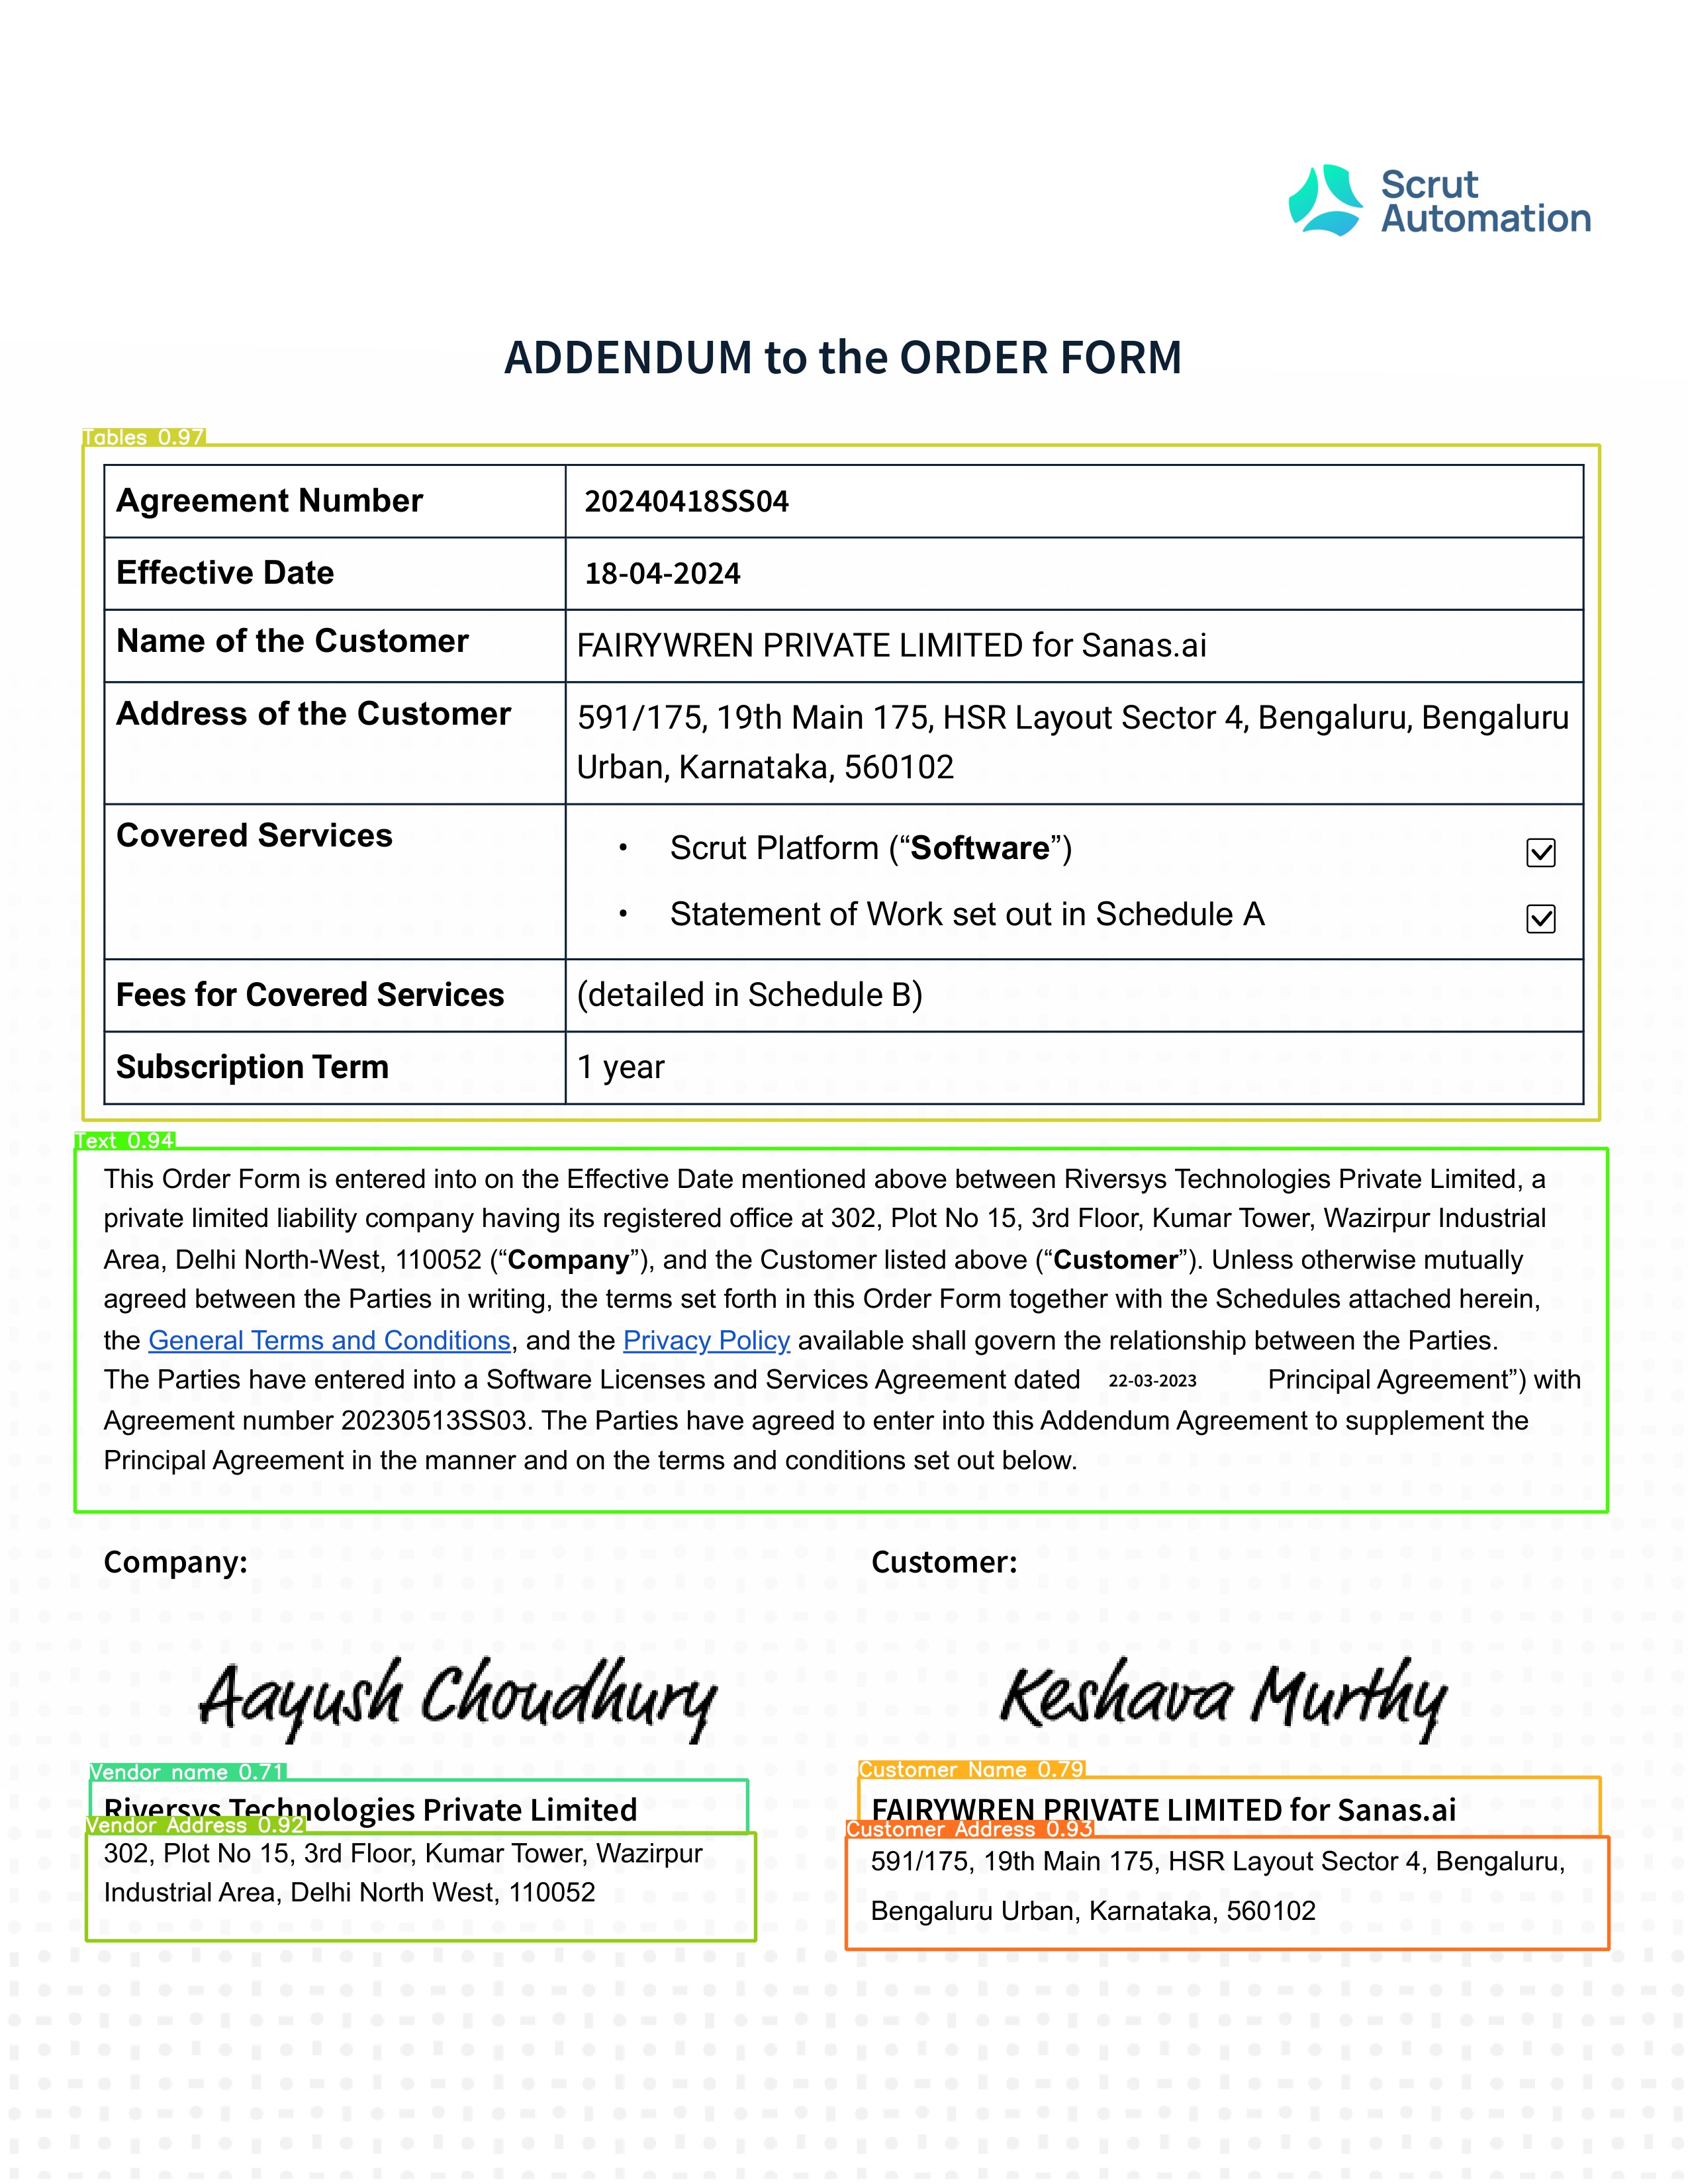 Scrut
Automation
ADDENDUM to the ORDER FORM
Tables 0.97
Agreement Number 20240418SS04
Effective Date 18-04-2024
Name of the Customer FAIRYWREN PRIVATE LIMITED for Sanas.ai
Address of the Customer 591/175, 19th Main 175, HSR Layout Sector 4, Bengaluru, Bengaluru
Urban, Karnataka, 560102
Covered Services
• Scrut Platform (“Software”) ☑
• Statement of Work set out in Schedule A ☑
Fees for Covered Services (detailed in Schedule B)
Subscription Term 1 year
Text 0.94
This Order Form is entered into on the Effective Date mentioned above between Riversys Technologies Private Limited, a
private limited liability company having its registered office at 302, Plot No 15, 3rd Floor, Kumar Tower, Wazirpur Industrial
Area, Delhi North-West, 110052 (“Company”), and the Customer listed above (“Customer”). Unless otherwise mutually
agreed between the Parties in writing, the terms set forth in this Order Form together with the Schedules attached herein,
the General Terms and Conditions, and the Privacy Policy available shall govern the relationship between the Parties.
The Parties have entered into a Software Licenses and Services Agreement dated 22-03-2023 Principal Agreement”) with
Agreement number 20230513SS03. The Parties have agreed to enter into this Addendum Agreement to supplement the
Principal Agreement in the manner and on the terms and conditions set out below.
Company:
Aayush Choudhury
Vendor name 0.71
Riversys Technologies Private Limited
Vendor Address 0.92
302, Plot No 15, 3rd Floor, Kumar Tower, Wazirpur
Industrial Area, Delhi North West, 110052
Customer:
Keshava Murthy
Customer Name 0.79
FAIRYWREN PRIVATE LIMITED for Sanas.ai
Customer Address 0.93
591/175, 19th Main 175, HSR Layout Sector 4, Bengaluru,
Bengaluru Urban, Karnataka, 560102